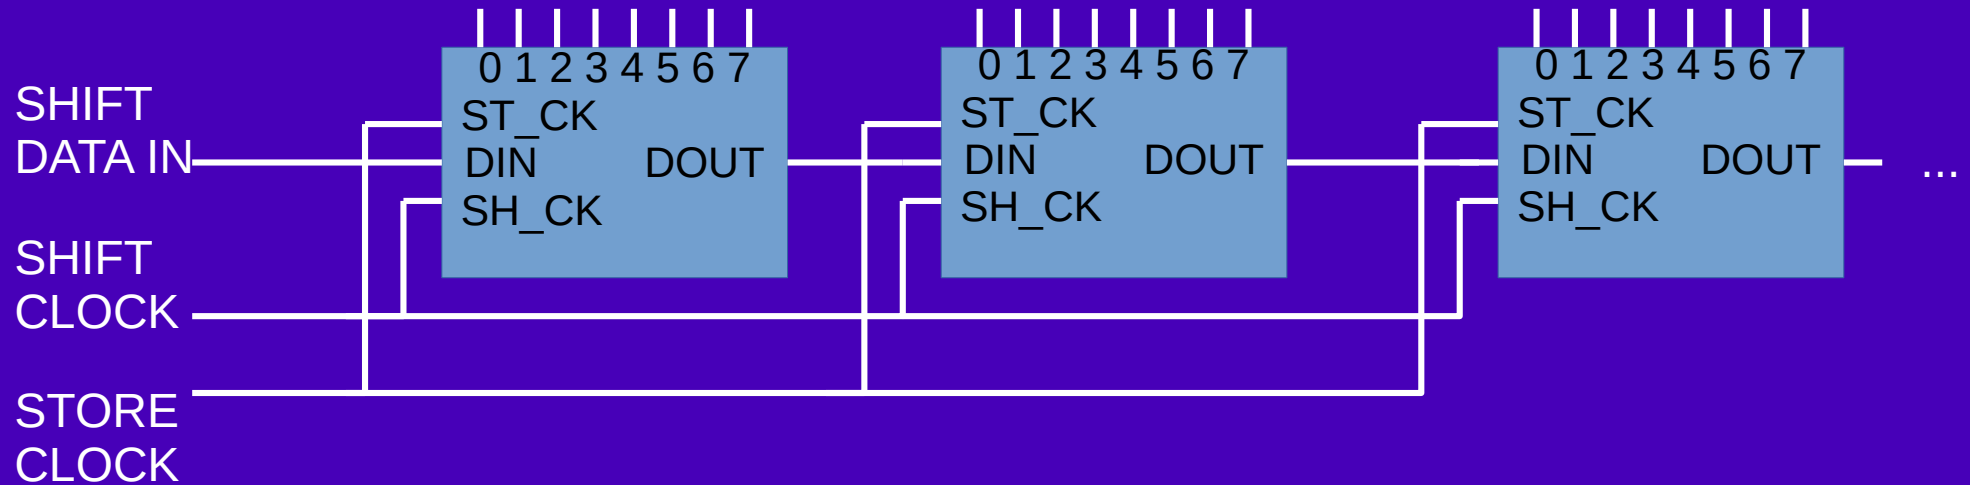 SHIFT
DATA IN
SHIFT
CLOCK
STORE
CLOCK
0 1 2 3 4 5 6 7
ST_CK
DIN DOUT
SH_CK
0 1 2 3 4 5 6 7
ST_CK
DIN DOUT
SH_CK
0 1 2 3 4 5 6 7
ST_CK
DIN DOUT
SH_CK
...